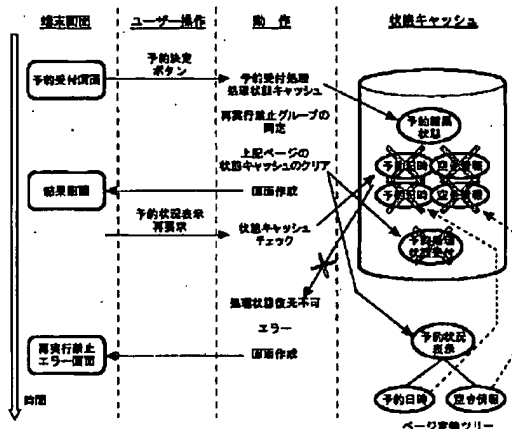 端末画面 ユーザー操作 動作 状態キャッシュ
予約受付画面
予約決定
ボタン
予約受付処理
処理状態キャッシュ
再実行禁止グループの
同定
上記ページの
状態キャッシュのクリア
予約結果
状態
予約日時 空き情報
予約日時 空き情報
結果画面
画面作成
予約状況表示
再要求
状態キャッシュ
チェック
処理状態復元不可
エラー
画面作成
再実行禁止
エラー画面
予約状況
表示
予約日時 空き情報
時間